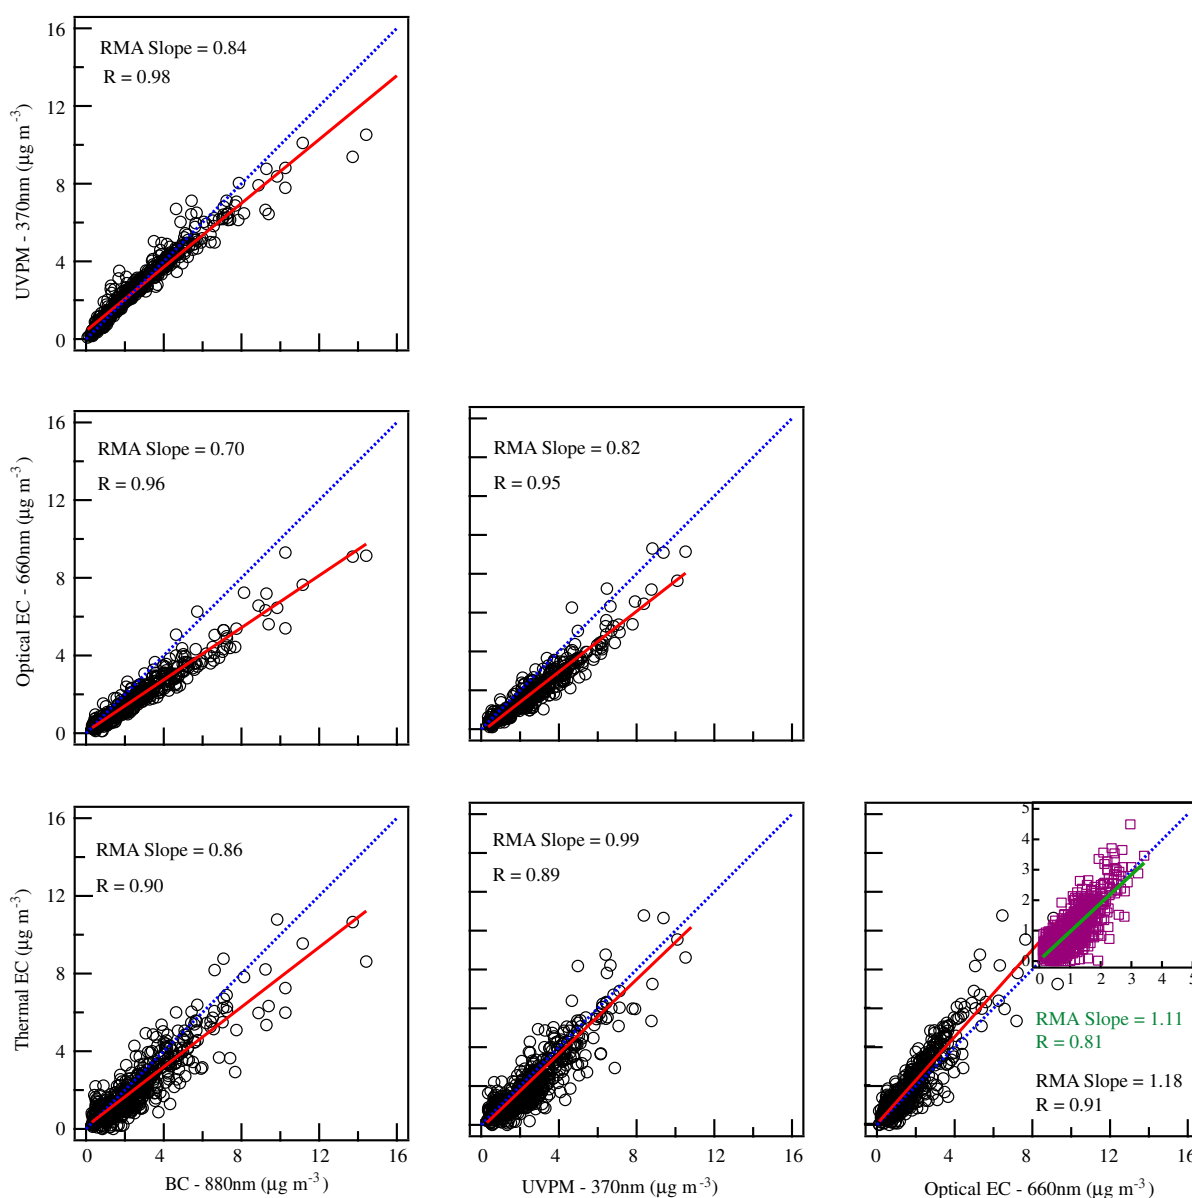 16
12
8
4
0
UVPM - 370nm (µg m-3)
RMA Slope = 0.84
R = 0.98
16
12
8
4
0
Optical EC - 660nm (µg m-3)
RMA Slope = 0.70
R = 0.96
RMA Slope = 0.82
R = 0.95
16
12
8
4
0
Thermal EC (µg m-3)
RMA Slope = 0.86
R = 0.90
0 4 8 12 16
BC - 880nm (µg m-3)
RMA Slope = 0.99
R = 0.89
0 4 8 12 16
UVPM - 370nm (µg m-3)
5
4
3
2
1
0
0 1 2 3 4 5
RMA Slope = 1.11
R = 0.81
RMA Slope = 1.18
R = 0.91
0 4 8 12 16
Optical EC - 660nm (µg m-3)